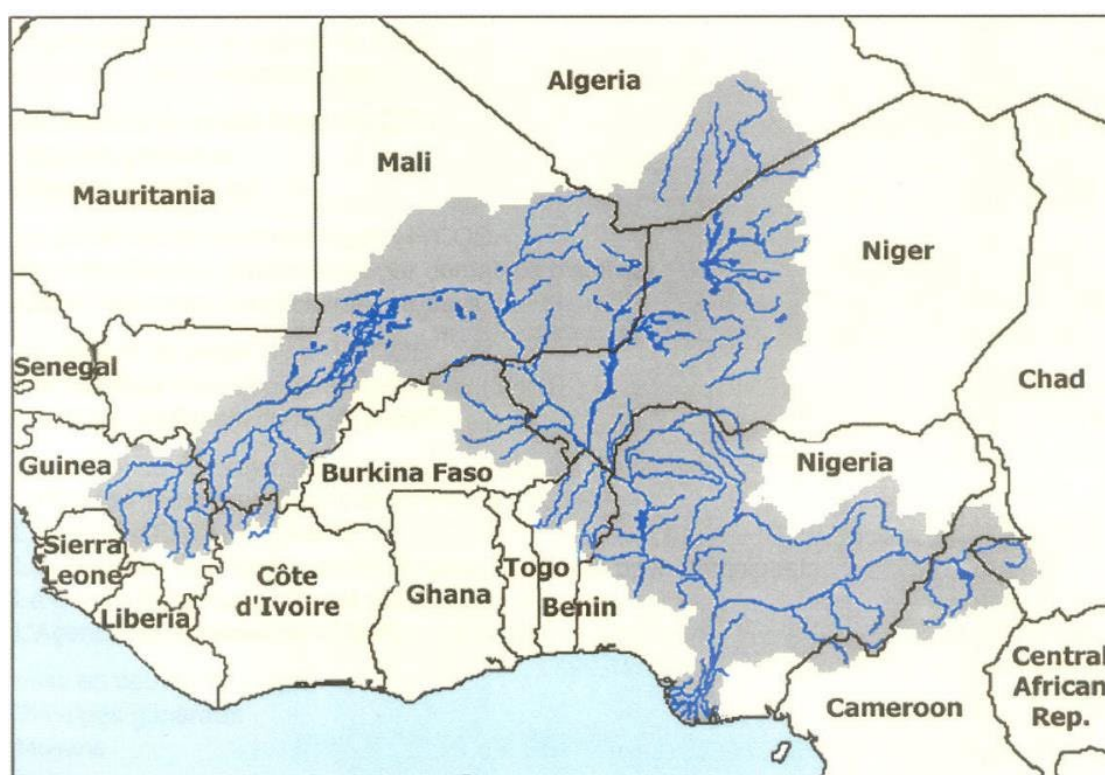 Algeria
Mali
Mauritania
Niger
Senegal
Chad
Guinea
Burkina Faso
Nigeria
Sierra
Leone
Côte
d'Ivoire
Ghana
Togo
Benin
Liberia
Central
African
Rep.
Cameroon